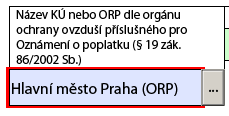 Název KÚ nebo ORP dle orgánu
ochrany ovzduší příslušného pro
Oznámení o poplatku (§ 19 zák.
86/2002 Sb.)
Hlavní město Praha (ORP)
...